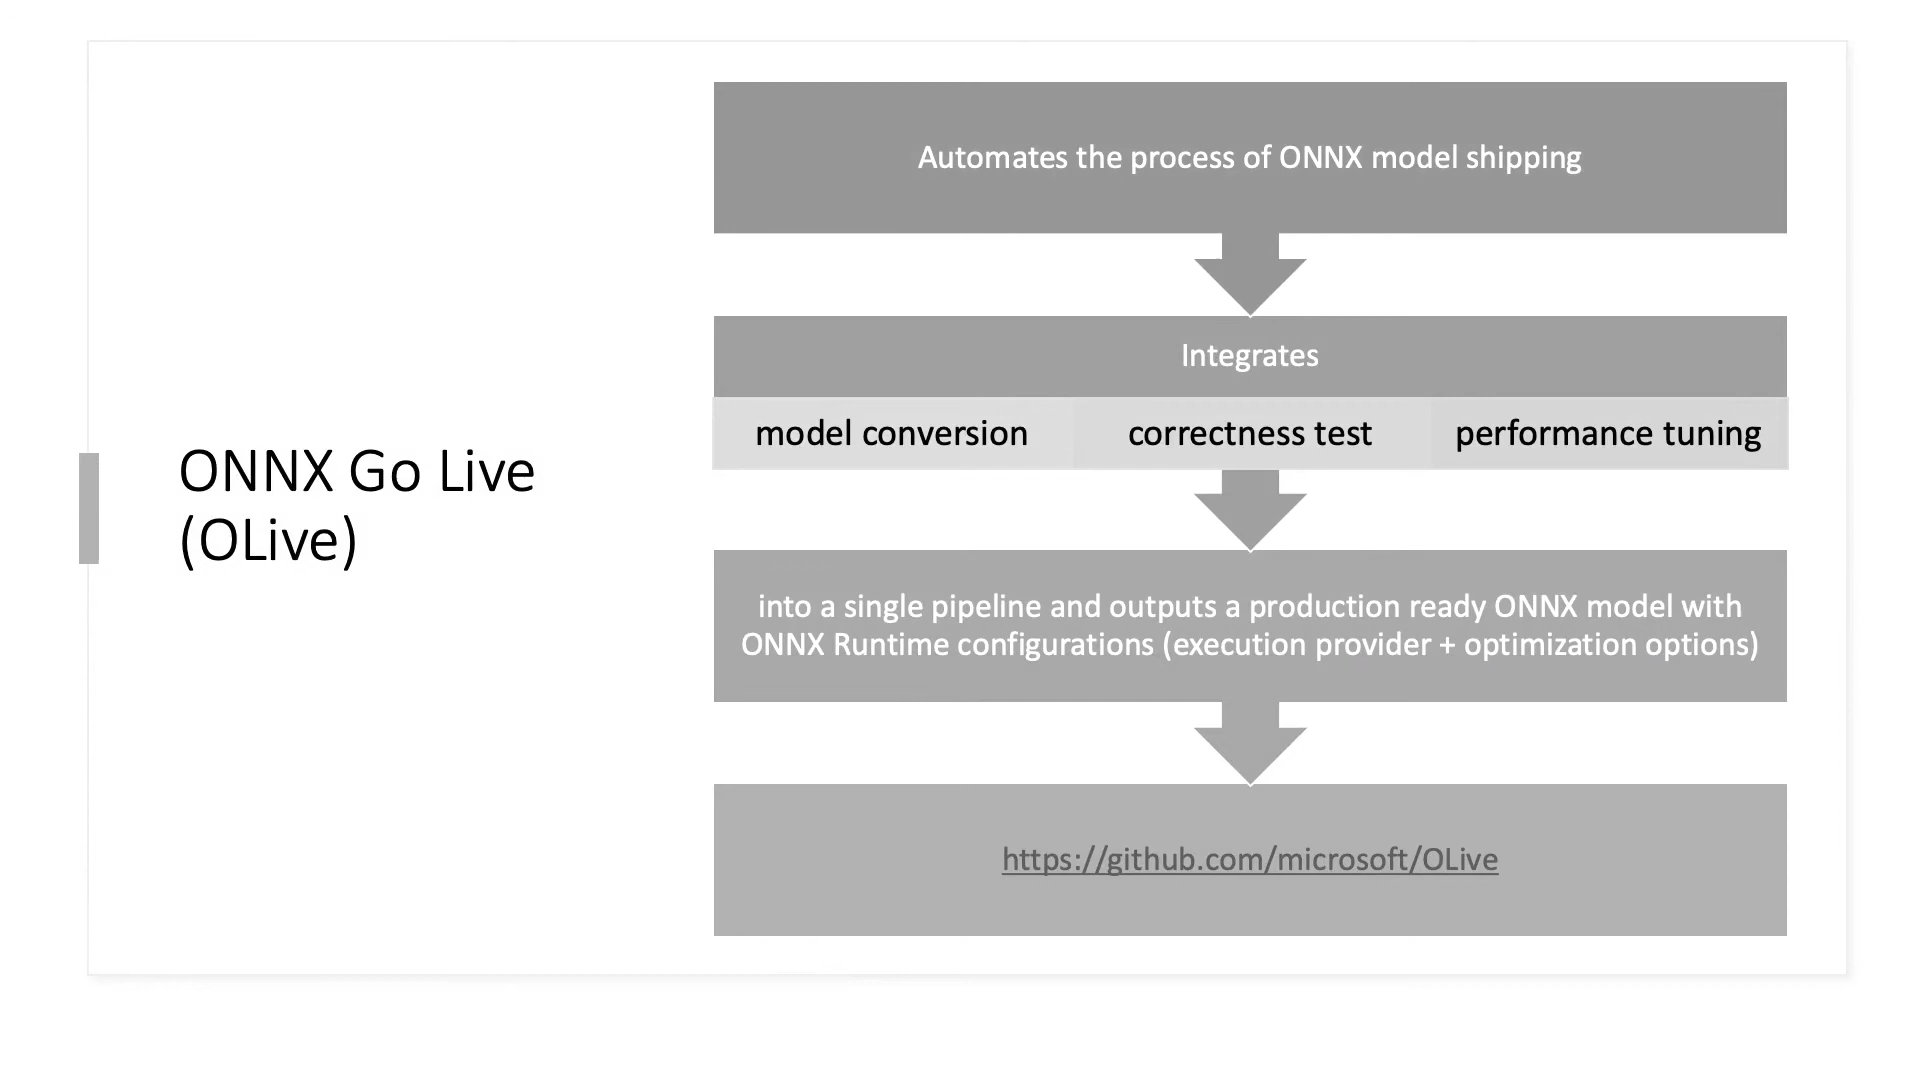 ONNX Go Live
(OLive)
Automates the process of ONNX model shipping
Integrates
model conversion
correctness test
performance tuning
into a single pipeline and outputs a production ready ONNX model with
ONNX Runtime configurations (execution provider + optimization options)
https://github.com/microsoft/OLive